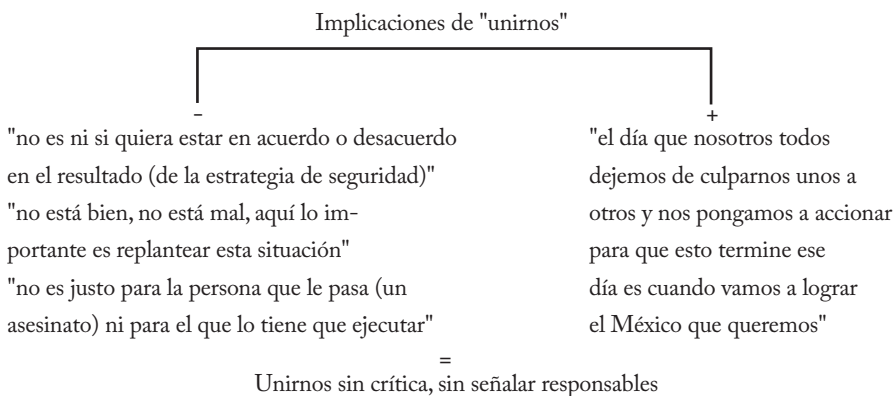 Implicaciones de "unirnos"
–
"no es ni si quiera estar en acuerdo o desacuerdo
en el resultado (de la estrategia de seguridad)"
"no está bien, no está mal, aquí lo im-
portante es replantear esta situación"
"no es justo para la persona que le pasa (un
asesinato) ni para el que lo tiene que ejecutar"
+
"el día que nosotros todos
dejemos de culparnos unos a
otros y nos pongamos a accionar
para que esto termine ese
día es cuando vamos a lograr
el México que queremos"
=
Unirnos sin crítica, sin señalar responsables